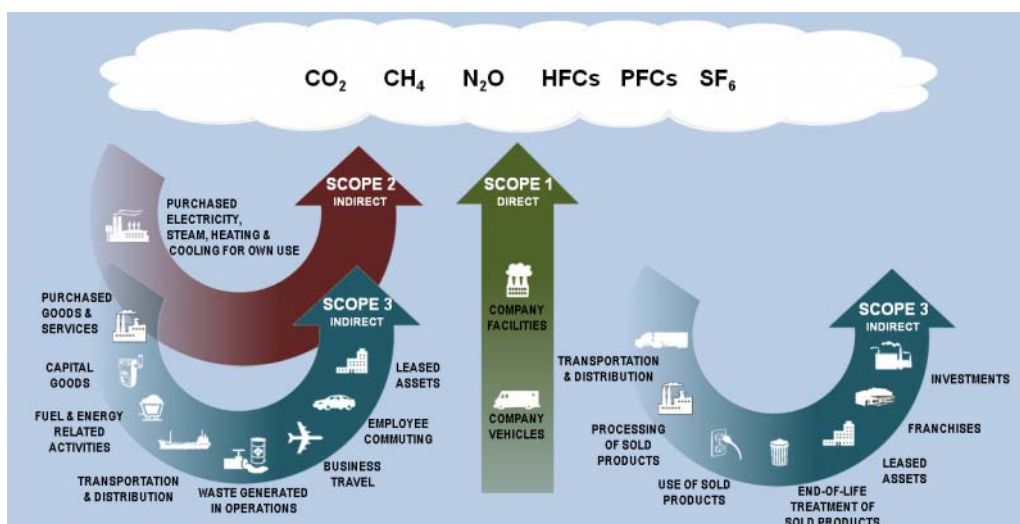 CO₂ CH₄ N₂O HFCs PFCs SF₆
SCOPE 2
INDIRECT
PURCHASED
ELECTRICITY,
STEAM, HEATING &
COOLING FOR OWN USE
SCOPE 1
DIRECT
COMPANY
FACILITIES
COMPANY
VEHICLES
SCOPE 3
INDIRECT
PURCHASED
GOODS &
SERVICES
CAPITAL
GOODS
FUEL & ENERGY
RELATED
ACTIVITIES
TRANSPORTATION
& DISTRIBUTION
WASTE GENERATED
IN OPERATIONS
BUSINESS
TRAVEL
EMPLOYEE
COMMUTING
LEASED
ASSETS
SCOPE 3
INDIRECT
TRANSPORTATION
& DISTRIBUTION
PROCESSING
OF SOLD
PRODUCTS
USE OF SOLD
PRODUCTS
END-OF-LIFE
TREATMENT OF
SOLD PRODUCTS
LEASED
ASSETS
FRANCHISES
INVESTMENTS